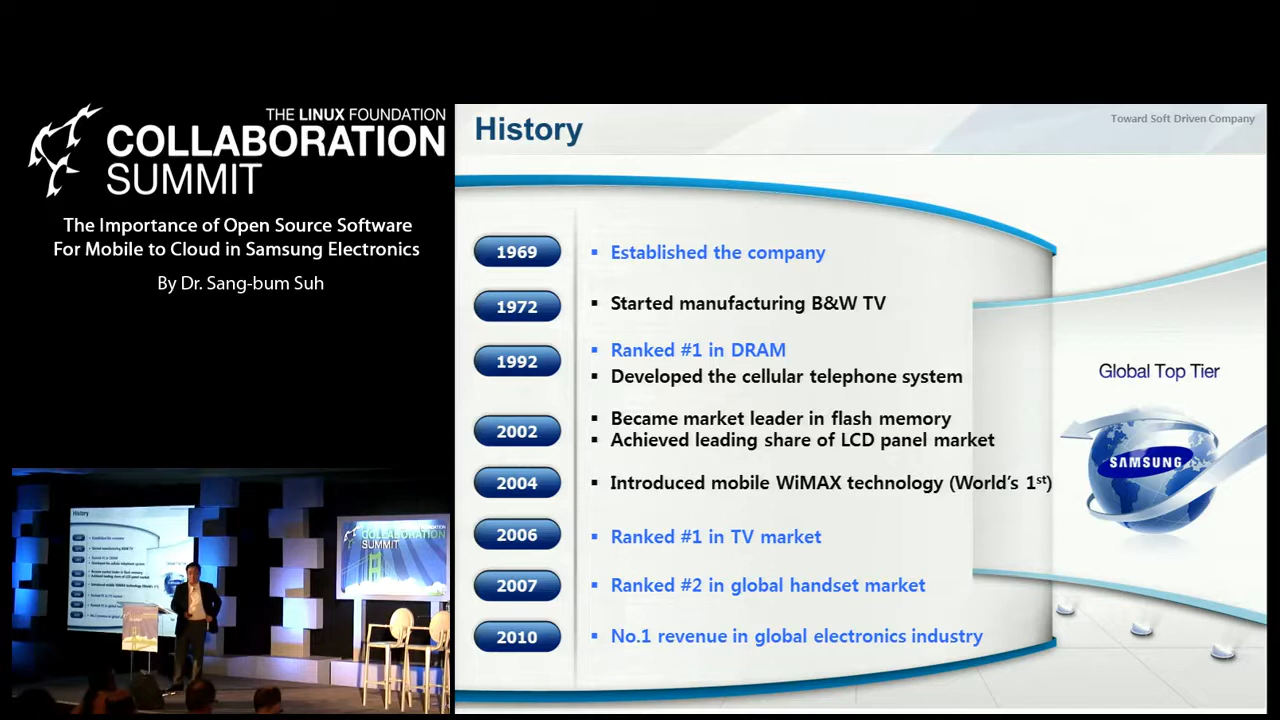 THE LINUX FOUNDATION
COLLABORATION
SUMMIT
The Importance of Open Source Software
For Mobile to Cloud in Samsung Electronics
By Dr. Sang-bum Suh
History
Toward Soft Driven Company
1969
▪ Established the company
1972
▪ Started manufacturing B&W TV
1992
▪ Ranked #1 in DRAM
▪ Developed the cellular telephone system
2002
▪ Became market leader in flash memory
▪ Achieved leading share of LCD panel market
2004
▪ Introduced mobile WiMAX technology (World's 1st)
2006
▪ Ranked #1 in TV market
2007
▪ Ranked #2 in global handset market
2010
▪ No.1 revenue in global electronics industry
Global Top Tier
SAMSUNG
History
COLLABORATION
SUMMIT